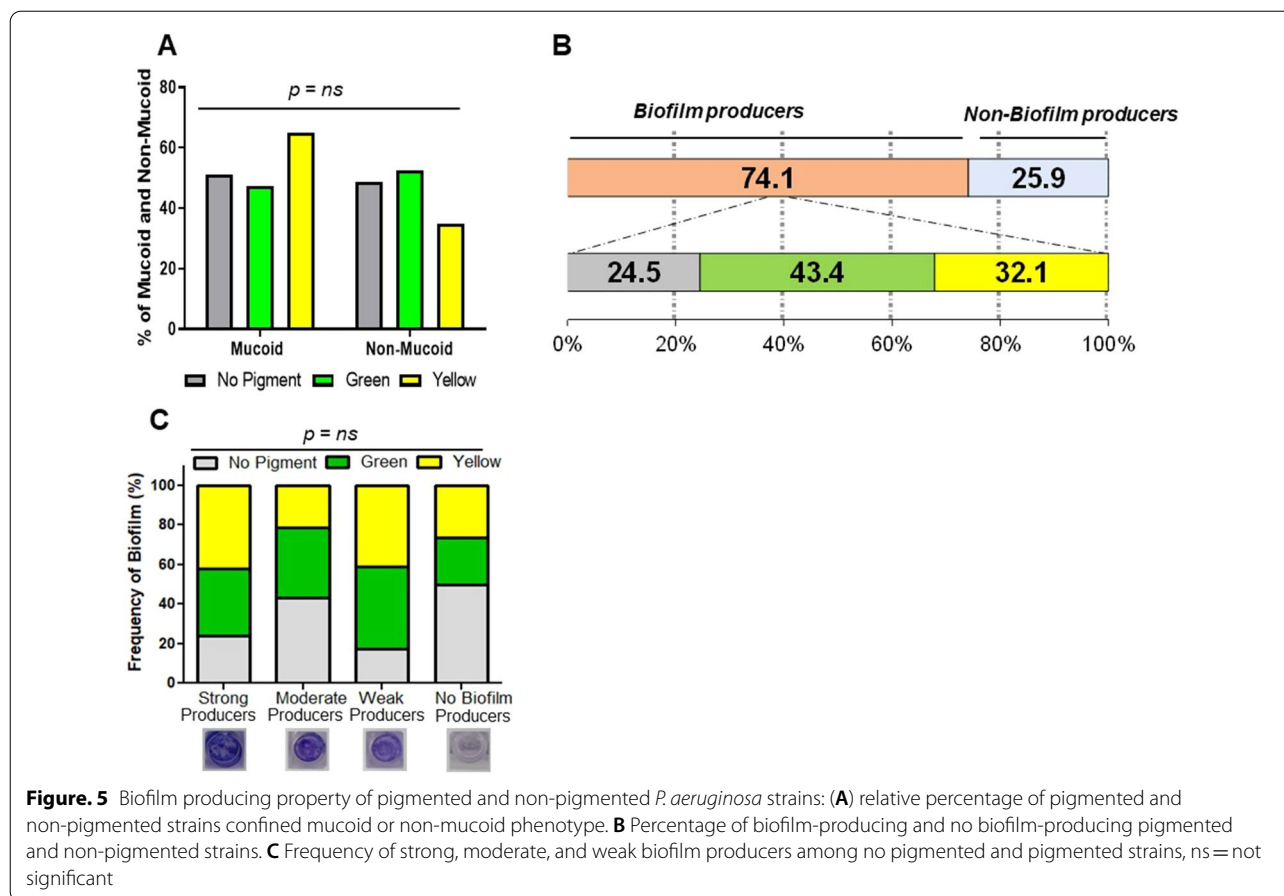 A
% of Mucoid and Non-Mucoid
80
60
40
20
0
p = ns
Mucoid
Non-Mucoid
No Pigment
Green
Yellow
B
Biofilm producers
Non-Biofilm producers
74.1
25.9
24.5
43.4
32.1
0%
20%
40%
60%
80%
100%
C
p = ns
No Pigment
Green
Yellow
Frequency of Biofilm (%)
100
80
60
40
20
0
Strong
Producers
Moderate
Producers
Weak
Producers
No Biofilm
Producers
Figure. 5 Biofilm producing property of pigmented and non-pigmented P. aeruginosa strains: (A) relative percentage of pigmented and
non-pigmented strains confined mucoid or non-mucoid phenotype. B Percentage of biofilm-producing and no biofilm-producing pigmented
and non-pigmented strains. C Frequency of strong, moderate, and weak biofilm producers among no pigmented and pigmented strains, ns = not
significant